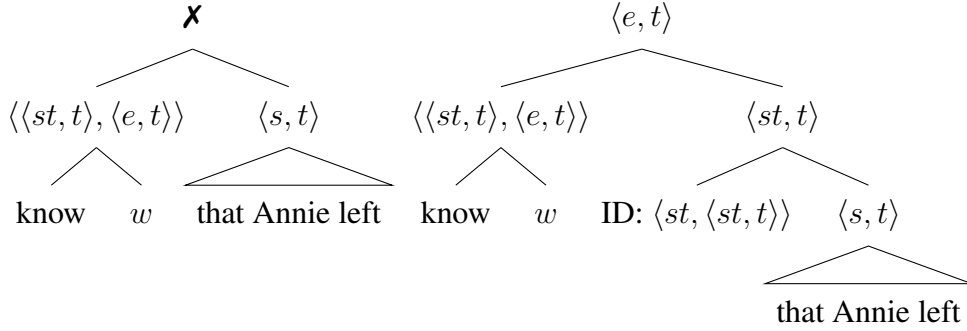 ✗ ⟨e, t⟩
⟨⟨st, t⟩, ⟨e, t⟩⟩ ⟨s, t⟩ ⟨⟨st, t⟩, ⟨e, t⟩⟩ ⟨st, t⟩
know w that Annie left know w ID: ⟨st, ⟨st, t⟩⟩ ⟨s, t⟩
that Annie left